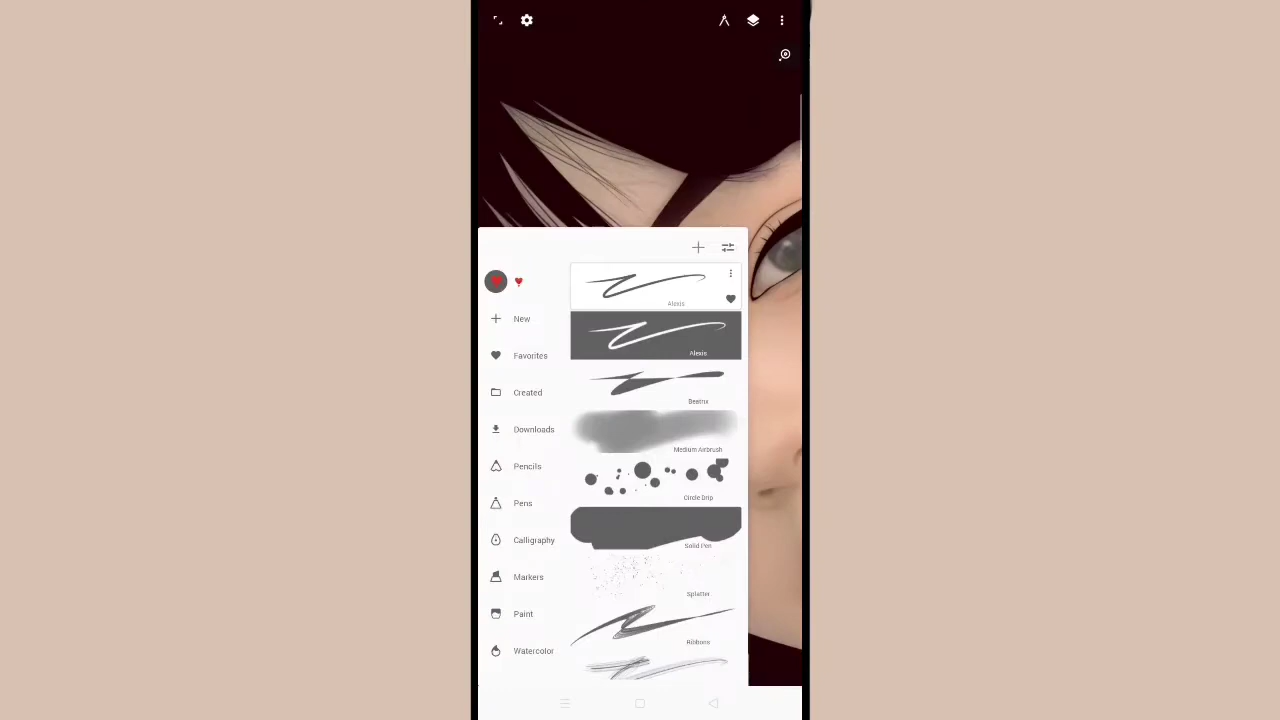 Alexis
New
Alexis
Favorites
Created
Beatrix
Downloads
Medium Airbrush
Pencils
Circle Drip
Pens
Calligraphy
Solid Pen
Markers
Splatter
Paint
Ribbons
Watercolor